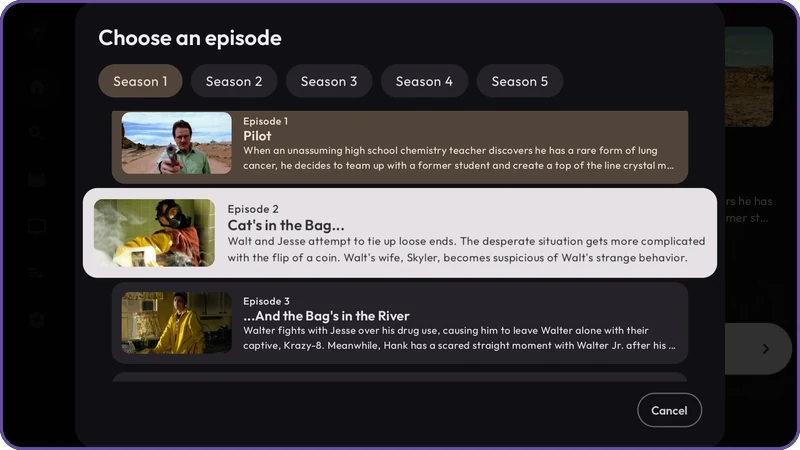 Choose an episode
Season 1
Season 2
Season 3
Season 4
Season 5
Episode 1
Pilot
When an unassuming high school chemistry teacher discovers he has a rare form of lung
cancer, he decides to team up with a former student and create a top of the line crystal m...
Episode 2
Cat's in the Bag...
Walt and Jesse attempt to tie up loose ends. The desperate situation gets more complicated
with the flip of a coin. Walt's wife, Skyler, becomes suspicious of Walt's strange behavior.
Episode 3
...And the Bag's in the River
Walter fights with Jesse over his drug use, causing him to leave Walter alone with their
captive, Krazy-8. Meanwhile, Hank has a scared straight moment with Walter Jr. after his ...
rs he has
mer st...
Cancel